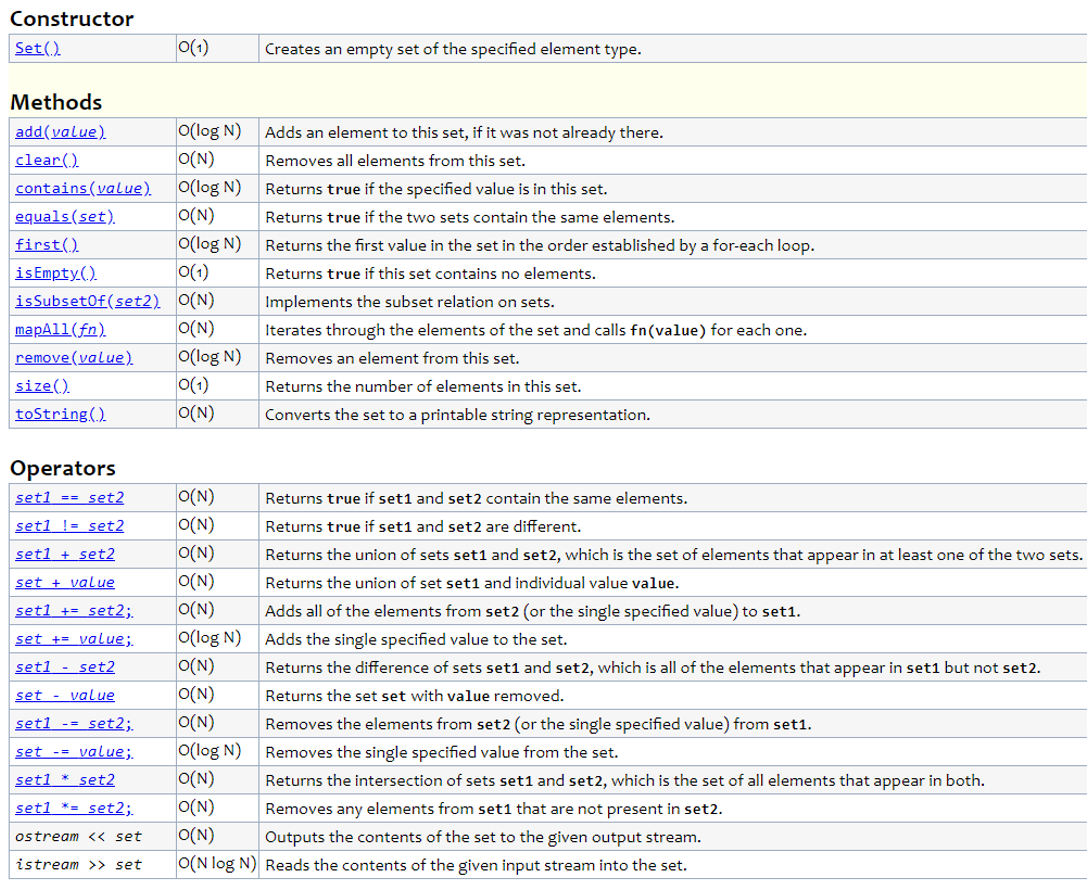 Constructor
Set() O(1) Creates an empty set of the specified element type.
Methods
add(value) O(log N) Adds an element to this set, if it was not already there.
clear() O(N) Removes all elements from this set.
contains(value) O(log N) Returns true if the specified value is in this set.
equals(set) O(N) Returns true if the two sets contain the same elements.
first() O(log N) Returns the first value in the set in the order established by a for-each loop.
isEmpty() O(1) Returns true if this set contains no elements.
isSubsetOf(set2) O(N) Implements the subset relation on sets.
mapAll(fn) O(N) Iterates through the elements of the set and calls fn(value) for each one.
remove(value) O(log N) Removes an element from this set.
size() O(1) Returns the number of elements in this set.
toString() O(N) Converts the set to a printable string representation.
Operators
set1 == set2 O(N) Returns true if set1 and set2 contain the same elements.
set1 != set2 O(N) Returns true if set1 and set2 are different.
set1 + set2 O(N) Returns the union of sets set1 and set2, which is the set of elements that appear in at least one of the two sets.
set + value O(N) Returns the union of set set1 and individual value value.
set1 += set2; O(N) Adds all of the elements from set2 (or the single specified value) to set1.
set += value; O(log N) Adds the single specified value to the set.
set1 - set2 O(N) Returns the difference of sets set1 and set2, which is all of the elements that appear in set1 but not set2.
set - value O(N) Returns the set set with value removed.
set1 -= set2; O(N) Removes the elements from set2 (or the single specified value) from set1.
set -= value; O(log N) Removes the single specified value from the set.
set1 * set2 O(N) Returns the intersection of sets set1 and set2, which is the set of all elements that appear in both.
set1 *= set2; O(N) Removes any elements from set1 that are not present in set2.
ostream << set O(N) Outputs the contents of the set to the given output stream.
istream >> set O(N log N) Reads the contents of the given input stream into the set.